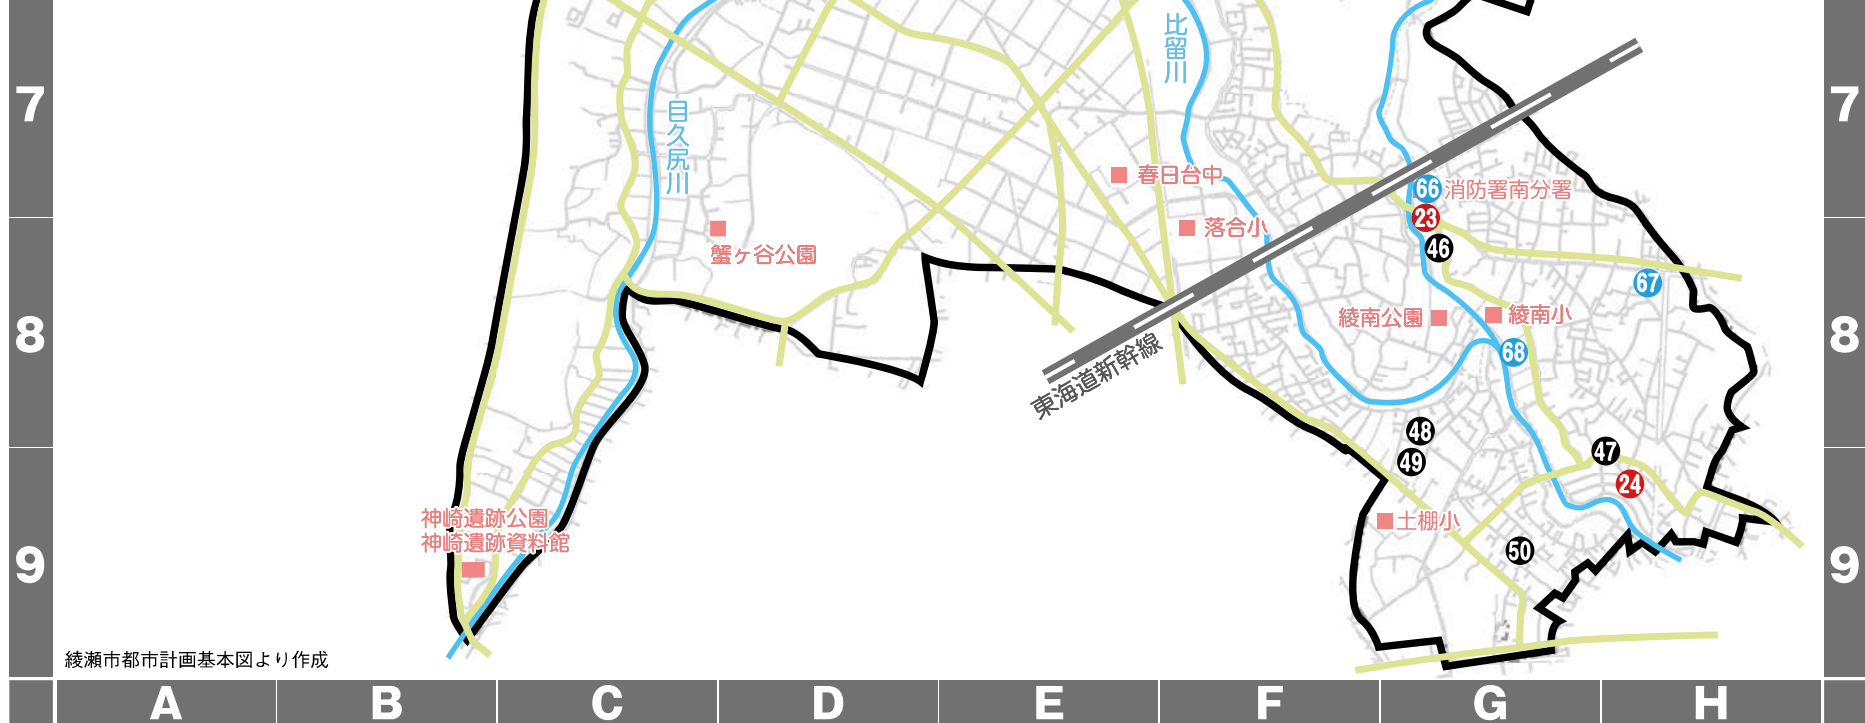 比留川
7
7
目久尻川
春日台中
66
消防署南分署
23
落合小
46
蟹ヶ谷公園
67
綾南公園
綾南小
8
8
68
東海道新幹線
48
47
49
24
神崎遺跡公園
土棚小
神崎遺跡資料館
50
9
9
綾瀬市都市計画基本図より作成
A B C D E F G H